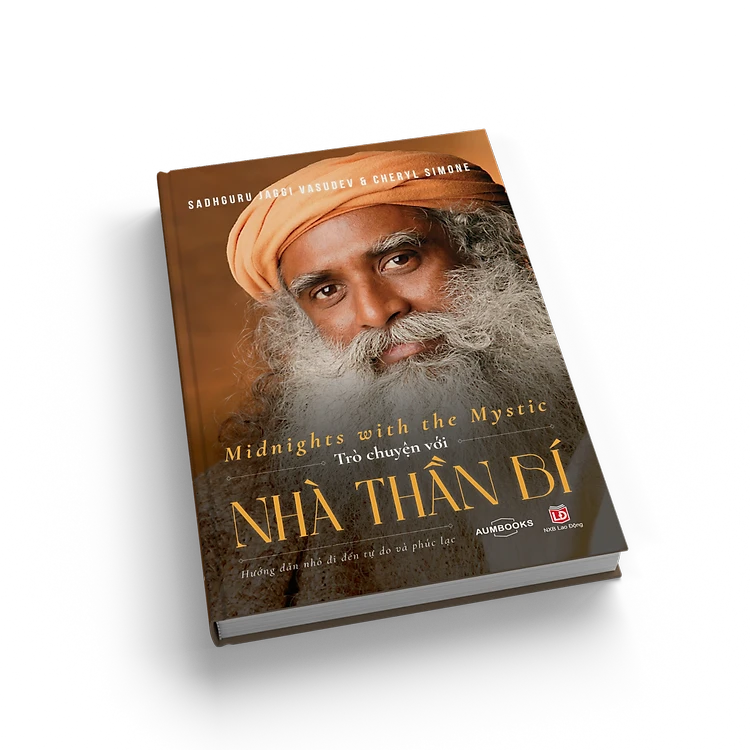 SADHGURU JAGGI VASUDEV & CHERYL SIMONE
Midnights with the Mystic
Trò chuyện với
NHÀ THẦN BÍ
Hướng dẫn nhỏ đi đến tự do và phúc lạc
AUMBOOKS
LĐ
NXB Lao Động